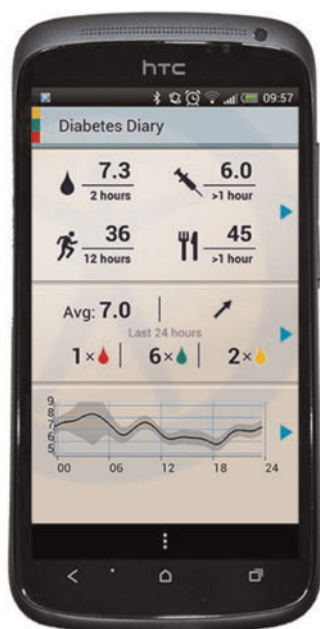 hTC
09:57
Diabetes Diary
7.3
2 hours
6.0
>1 hour
36
12 hours
45
>1 hour
Avg: 7.0
Last 24 hours
1×
6×
2×
9
8
7
6
5
00 06 12 18 24